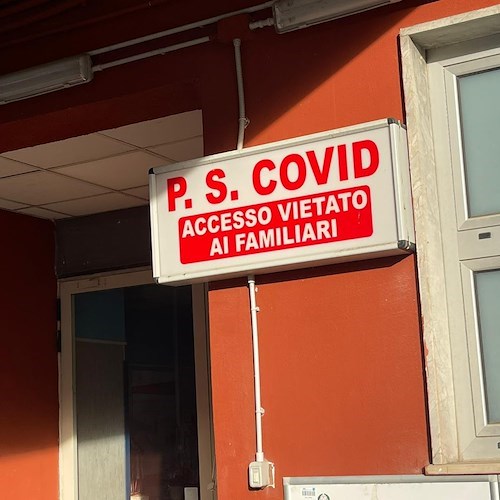 P. S. COVID
ACCESSO VIETATO
AI FAMILIARI